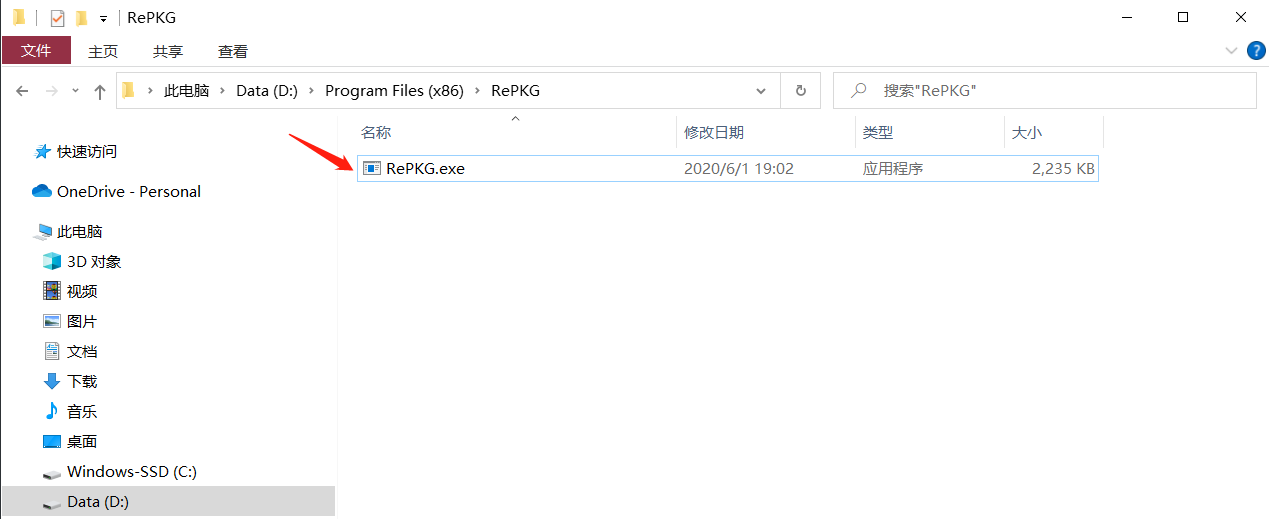 RePKG
文件 主页 共享 查看
此电脑 Data (D:) Program Files (x86) RePKG 搜索"RePKG"
名称 修改日期 类型 大小
RePKG.exe 2020/6/1 19:02 应用程序 2,235 KB
快速访问
OneDrive - Personal
此电脑
3D 对象
视频
图片
文档
下载
音乐
桌面
Windows-SSD (C:)
Data (D:)